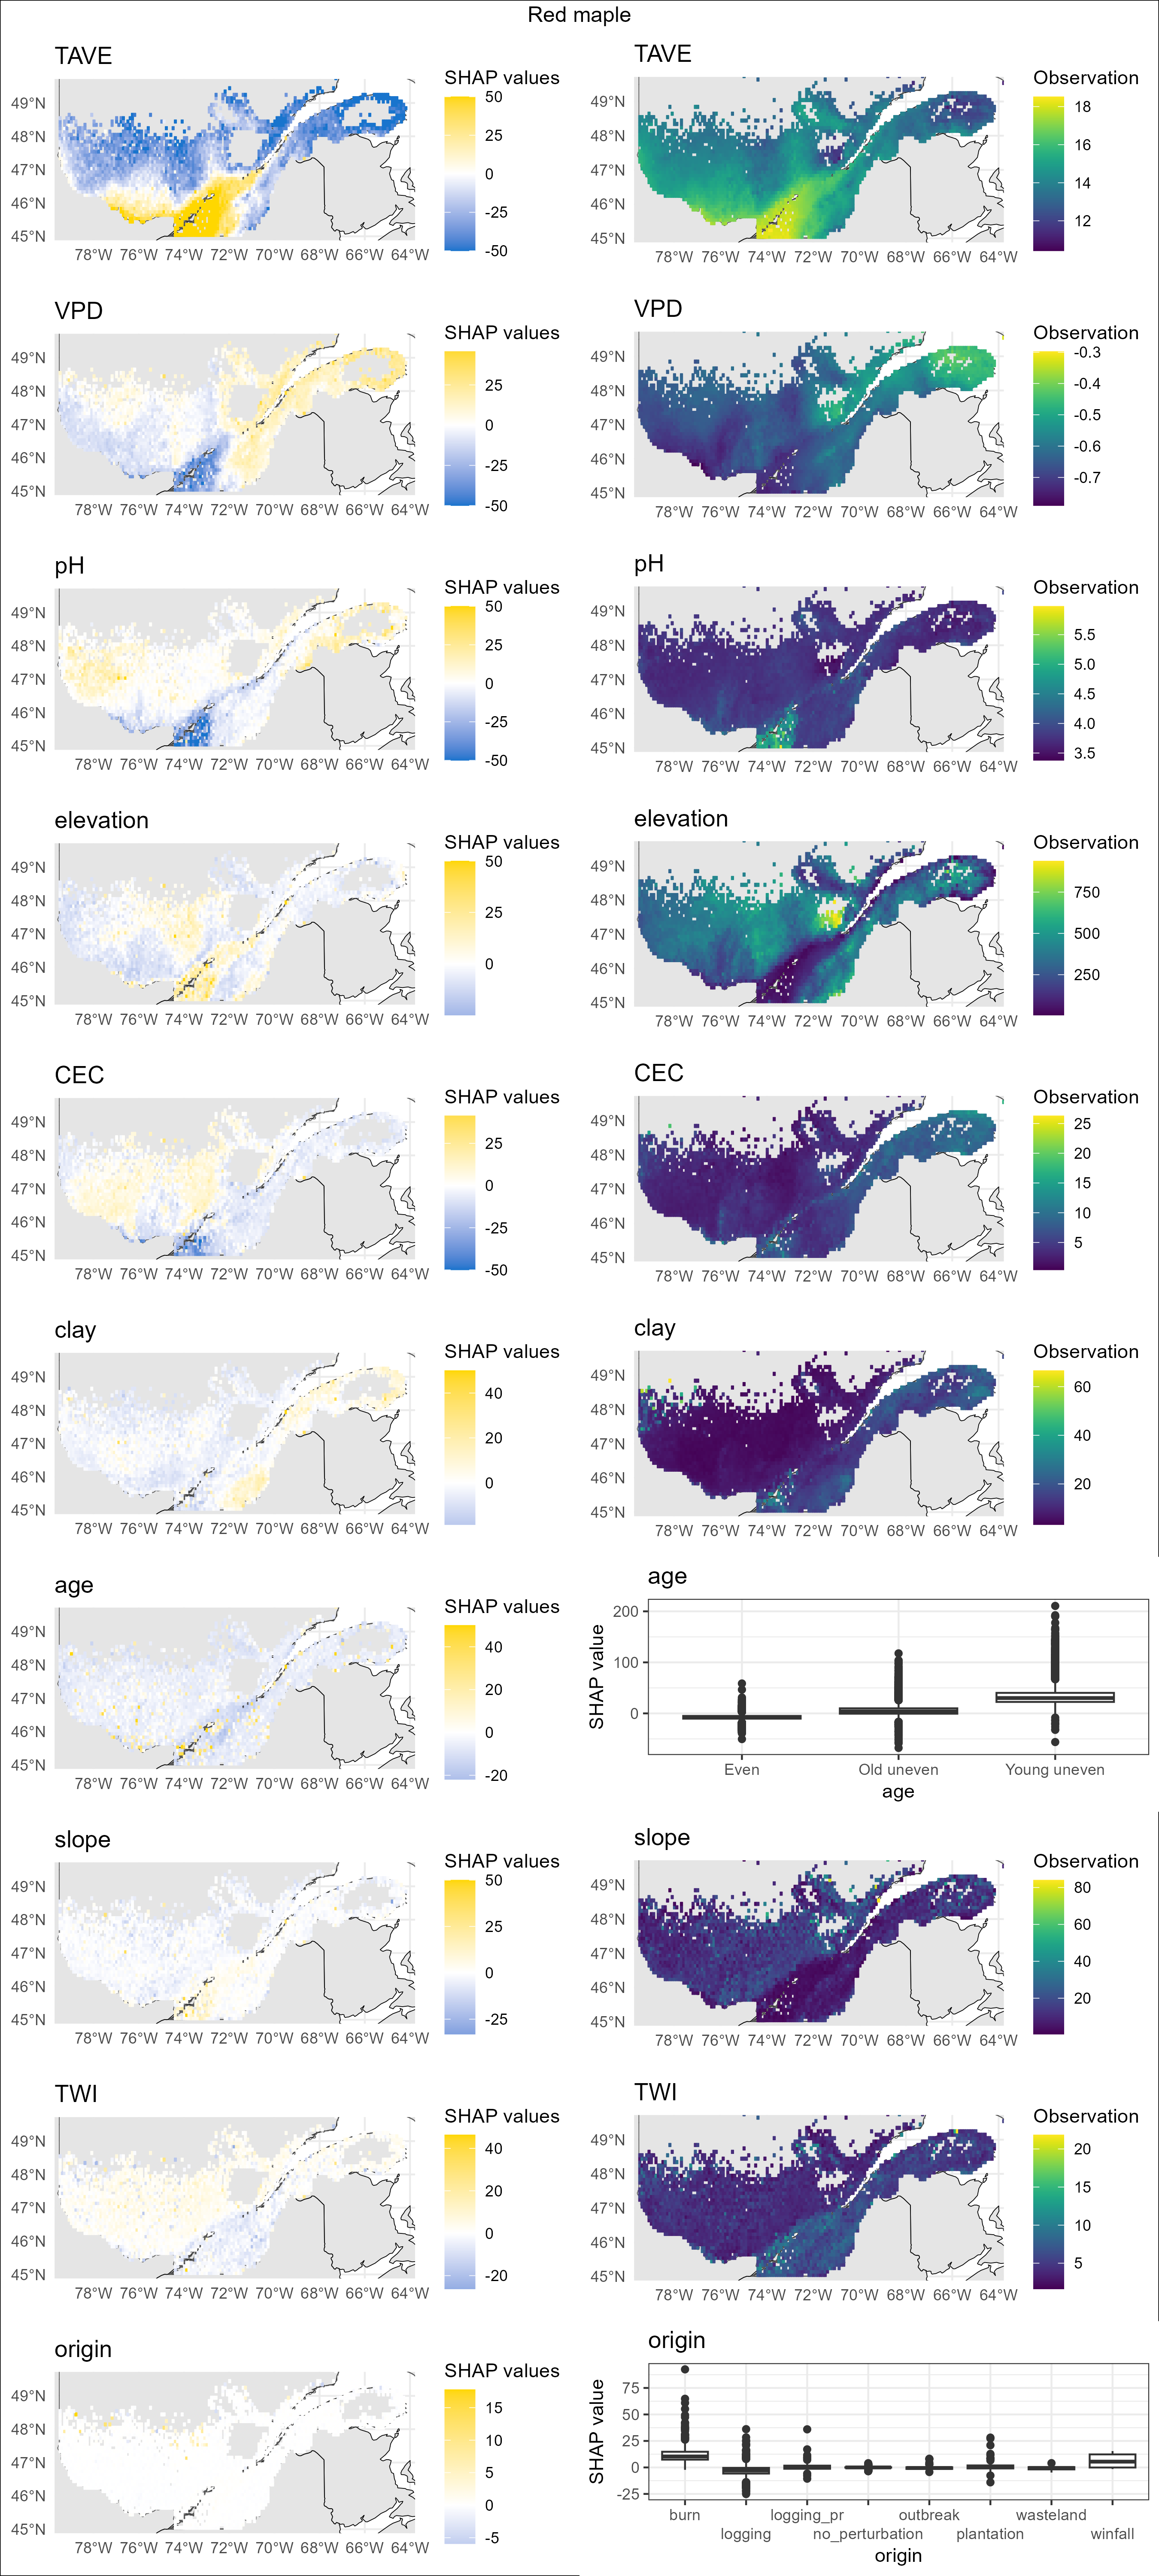 Red maple
TAVE
SHAP values
50
25
0
-25
-50
49°N
48°N
47°N
46°N
45°N
78°W 76°W 74°W 72°W 70°W 68°W 66°W 64°W
TAVE
Observation
18
16
14
12
49°N
48°N
47°N
46°N
45°N
78°W 76°W 74°W 72°W 70°W 68°W 66°W 64°W
VPD
SHAP values
25
0
-25
-50
49°N
48°N
47°N
46°N
45°N
78°W 76°W 74°W 72°W 70°W 68°W 66°W 64°W
VPD
Observation
-0.3
-0.4
-0.5
-0.6
-0.7
49°N
48°N
47°N
46°N
45°N
78°W 76°W 74°W 72°W 70°W 68°W 66°W 64°W
pH
SHAP values
50
25
0
-25
-50
49°N
48°N
47°N
46°N
45°N
78°W 76°W 74°W 72°W 70°W 68°W 66°W 64°W
pH
Observation
5.5
5.0
4.5
4.0
3.5
49°N
48°N
47°N
46°N
45°N
78°W 76°W 74°W 72°W 70°W 68°W 66°W 64°W
elevation
SHAP values
50
25
0
49°N
48°N
47°N
46°N
45°N
78°W 76°W 74°W 72°W 70°W 68°W 66°W 64°W
elevation
Observation
750
500
250
49°N
48°N
47°N
46°N
45°N
78°W 76°W 74°W 72°W 70°W 68°W 66°W 64°W
CEC
SHAP values
25
0
-25
-50
49°N
48°N
47°N
46°N
45°N
78°W 76°W 74°W 72°W 70°W 68°W 66°W 64°W
CEC
Observation
25
20
15
10
5
49°N
48°N
47°N
46°N
45°N
78°W 76°W 74°W 72°W 70°W 68°W 66°W 64°W
clay
SHAP values
40
20
0
49°N
48°N
47°N
46°N
45°N
78°W 76°W 74°W 72°W 70°W 68°W 66°W 64°W
clay
Observation
60
40
20
49°N
48°N
47°N
46°N
45°N
78°W 76°W 74°W 72°W 70°W 68°W 66°W 64°W
age
SHAP values
40
20
0
-20
49°N
48°N
47°N
46°N
45°N
78°W 76°W 74°W 72°W 70°W 68°W 66°W 64°W
age
SHAP value
200
100
0
Even Old uneven Young uneven
age
slope
SHAP values
50
25
0
-25
49°N
48°N
47°N
46°N
45°N
78°W 76°W 74°W 72°W 70°W 68°W 66°W 64°W
slope
Observation
80
60
40
20
49°N
48°N
47°N
46°N
45°N
78°W 76°W 74°W 72°W 70°W 68°W 66°W 64°W
TWI
SHAP values
40
20
0
-20
49°N
48°N
47°N
46°N
45°N
78°W 76°W 74°W 72°W 70°W 68°W 66°W 64°W
TWI
Observation
20
15
10
5
49°N
48°N
47°N
46°N
45°N
78°W 76°W 74°W 72°W 70°W 68°W 66°W 64°W
origin
SHAP values
15
10
5
0
-5
49°N
48°N
47°N
46°N
45°N
78°W 76°W 74°W 72°W 70°W 68°W 66°W 64°W
origin
SHAP value
75
50
25
0
-25
burn logging_pr outbreak wasteland
logging no_perturbation plantation winfall
origin